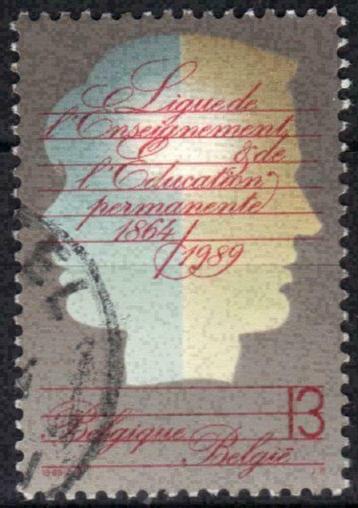 Ligue de
l'Enseignement
& de
l'Education
permanente
1864/1989
13
Belgique België